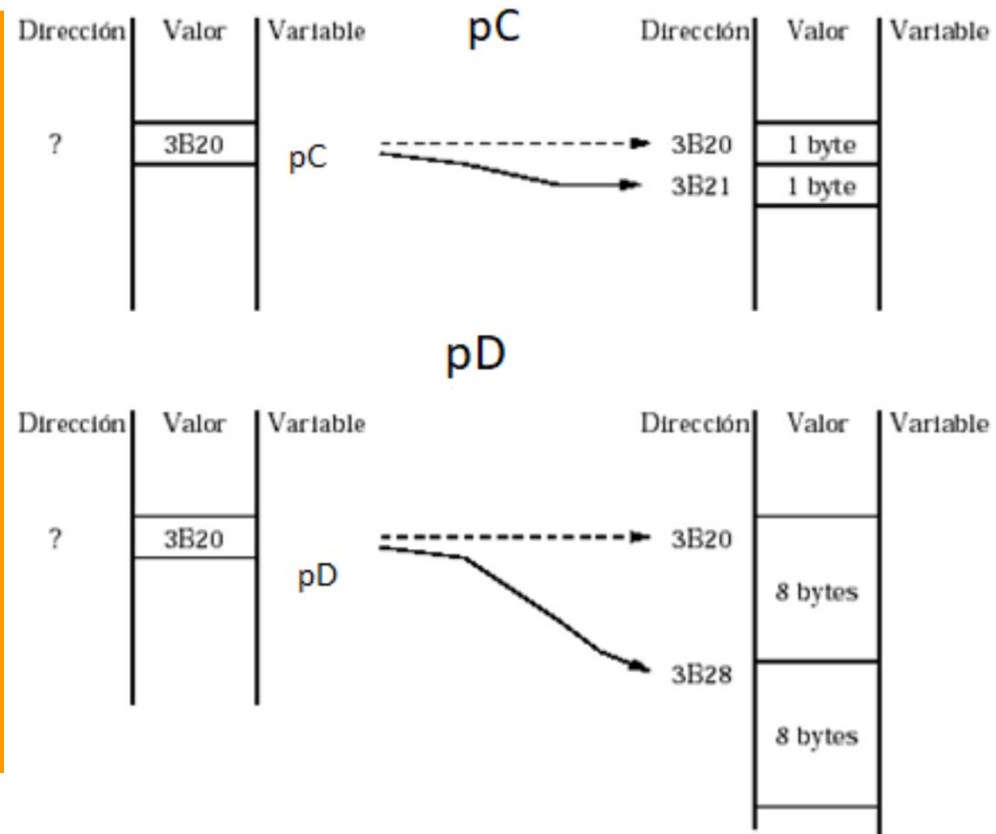 pC
Dirección Valor Variable Dirección Valor Variable
? 3B20 pC 3B20 1 byte
3B21 1 byte
pD
Dirección Valor Variable Dirección Valor Variable
? 3B20 3B20
pD 8 bytes
3B28
8 bytes